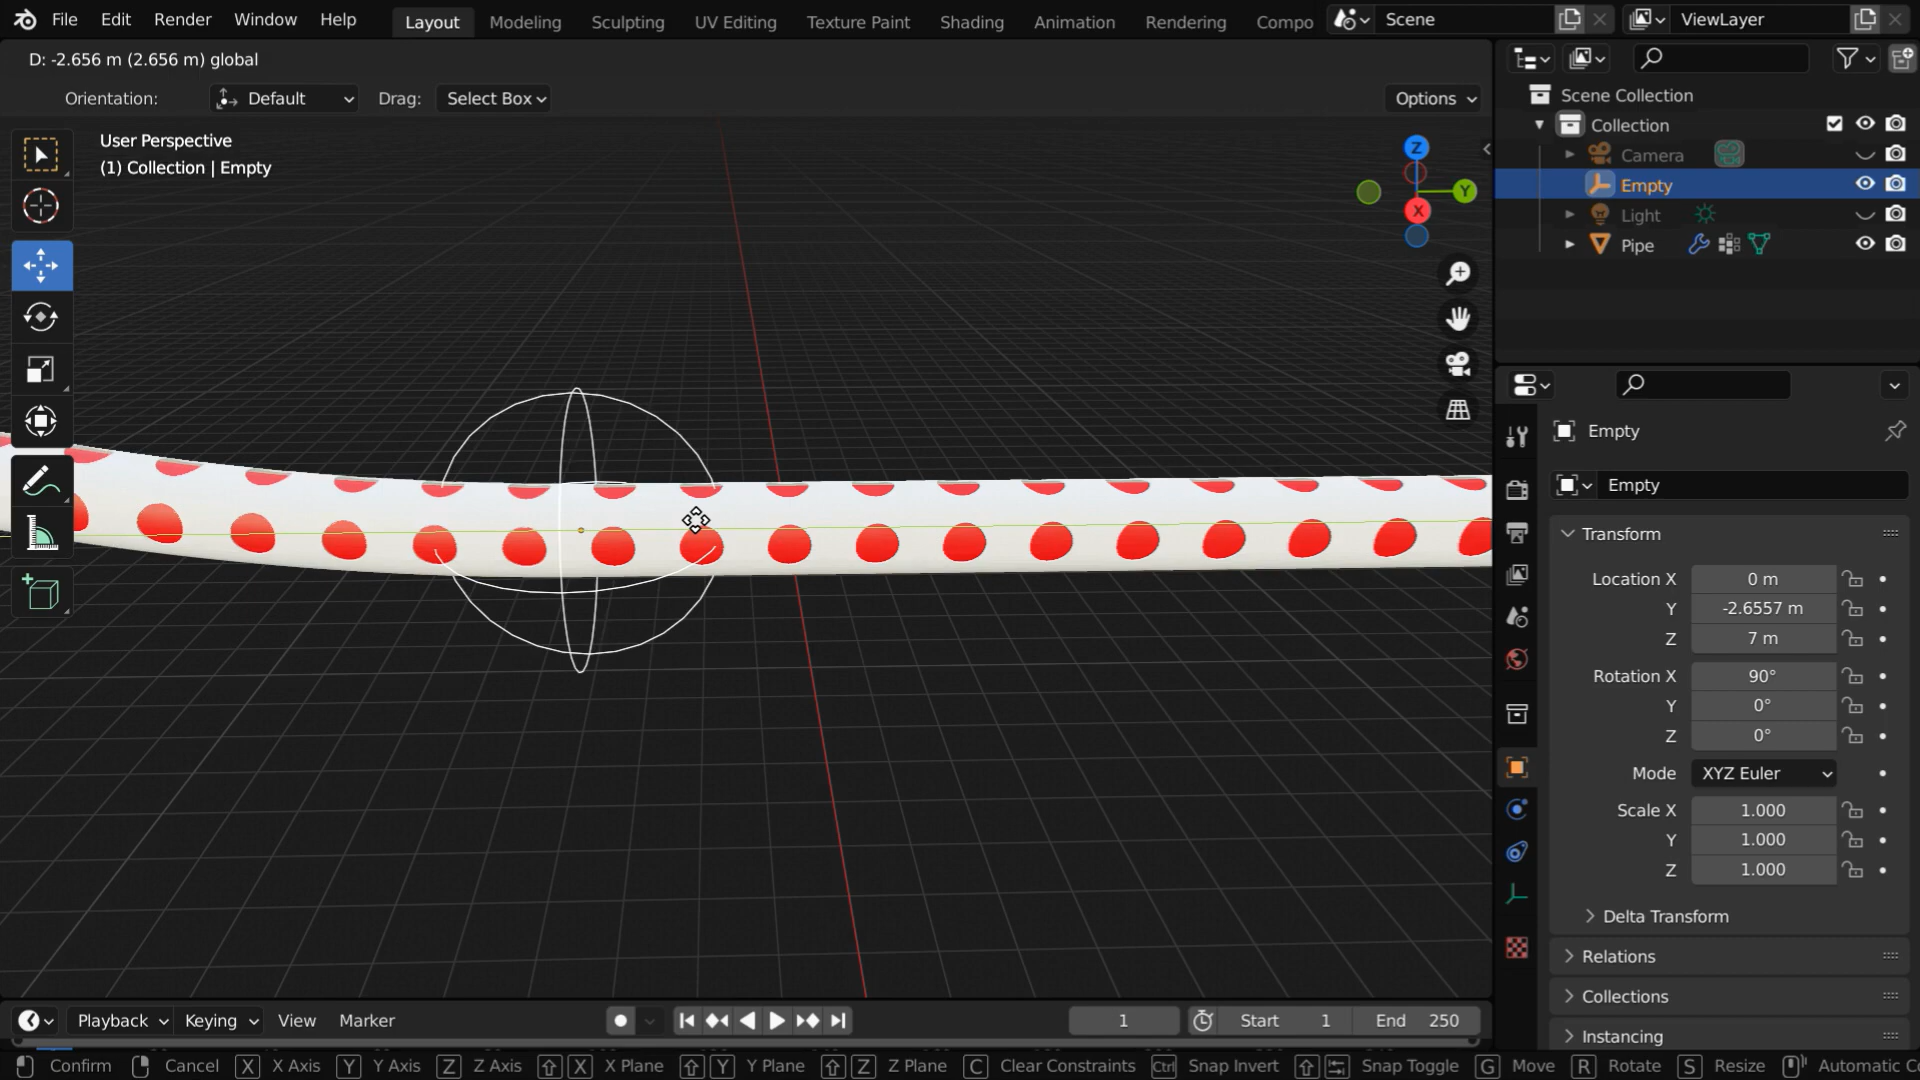 File Edit Render Window Help Layout Modeling Sculpting UV Editing Texture Paint Shading Animation Rendering Compo Scene ViewLayer
D: -2.656 m (2.656 m) global
Orientation: Default Drag: Select Box Options
User Perspective
(1) Collection | Empty
Z
Y
X
Scene Collection
Collection
Camera
Empty
Light
Pipe
Empty
Empty
Transform
Location X 0 m
Y -2.6557 m
Z 7 m
Rotation X 90°
Y 0°
Z 0°
Mode XYZ Euler
Scale X 1.000
Y 1.000
Z 1.000
Delta Transform
Relations
Collections
Instancing
Playback Keying View Marker 1 Start 1 End 250
Confirm Cancel X X Axis Y Y Axis Z Z Axis X X Plane Y Y Plane Z Z Plane C Clear Constraints Ctrl Snap Invert Snap Toggle G Move R Rotate S Resize Automatic Co